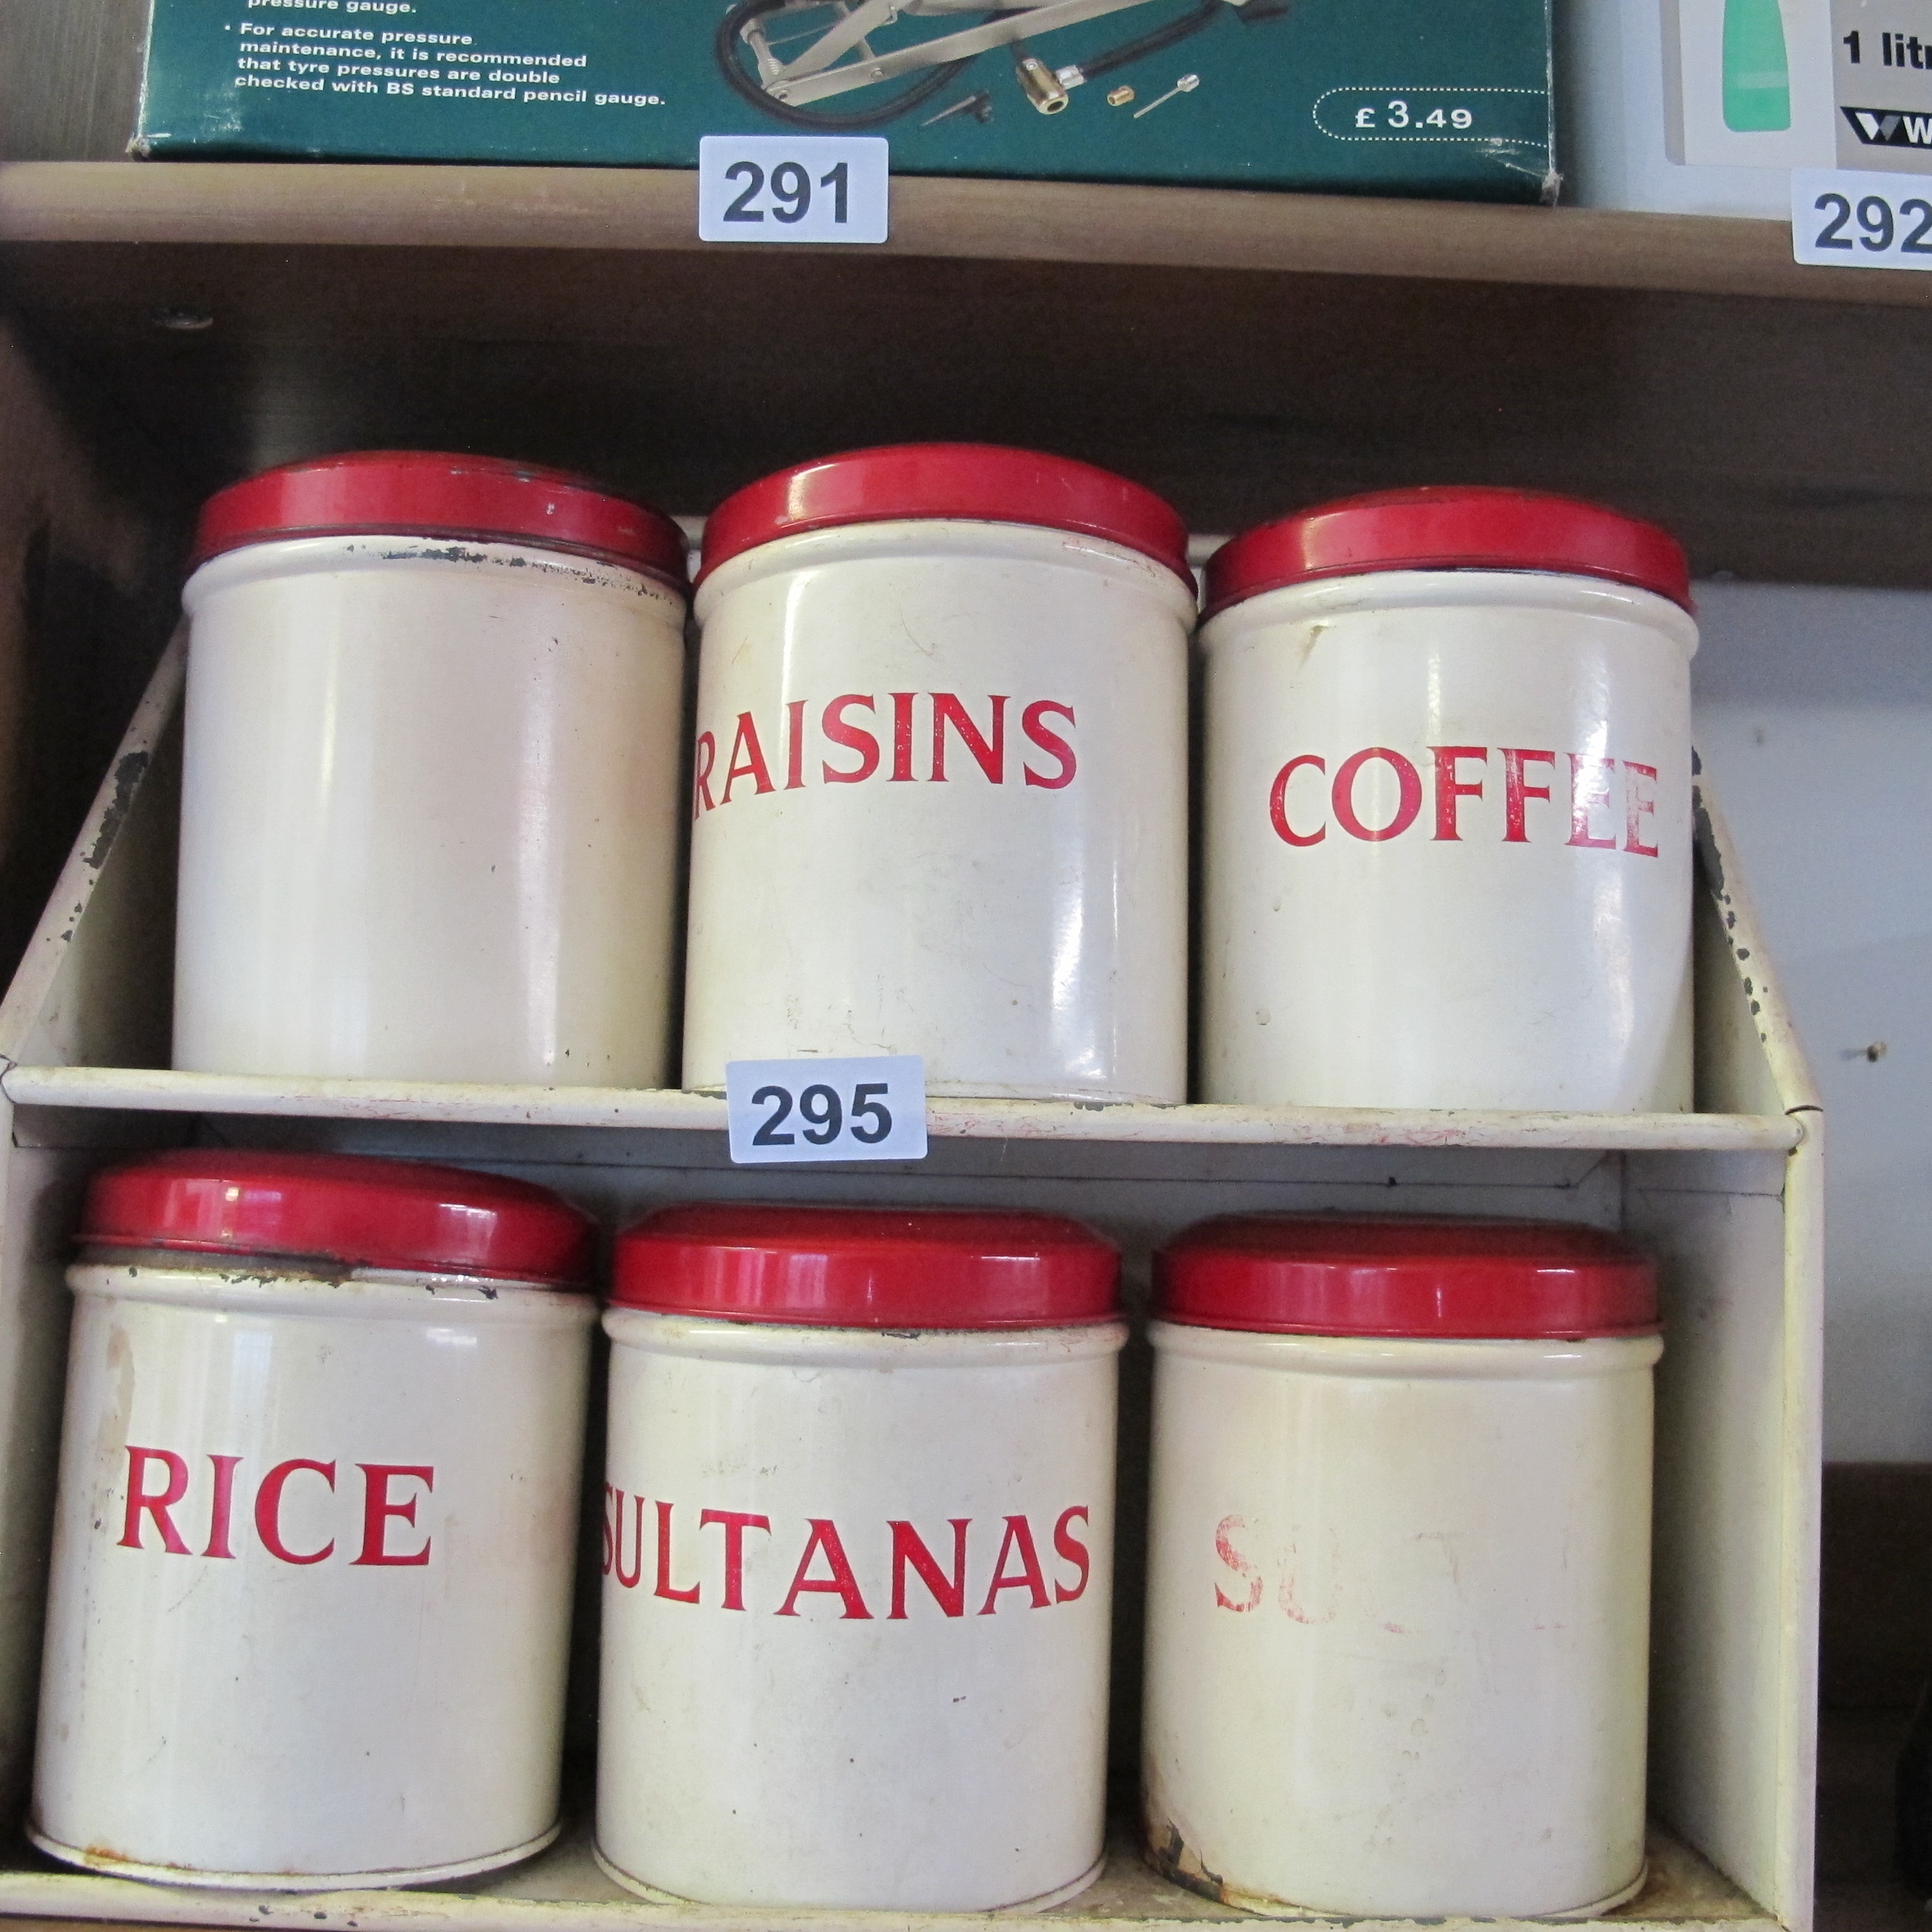 pressure gauge.
· For accurate pressure
maintenance, it is recommended
that tyre pressures are double
checked with BS standard pencil gauge.
£ 3.49
1 lit
W
291
292
RAISINS
COFFEE
295
RICE
SULTANAS